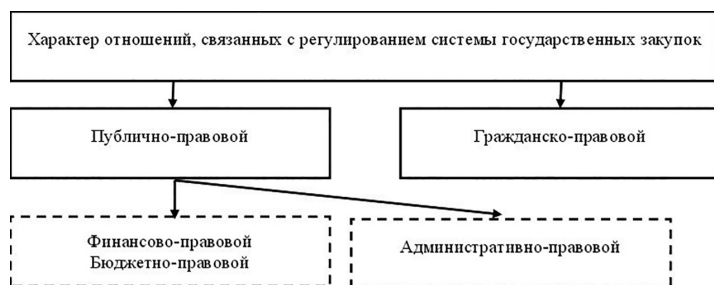 Характер отношений, связанных с регулированием системы государственных закупок
Публично-правовой
Гражданско-правовой
Финансово-правовой
Бюджетно-правовой
Административно-правовой